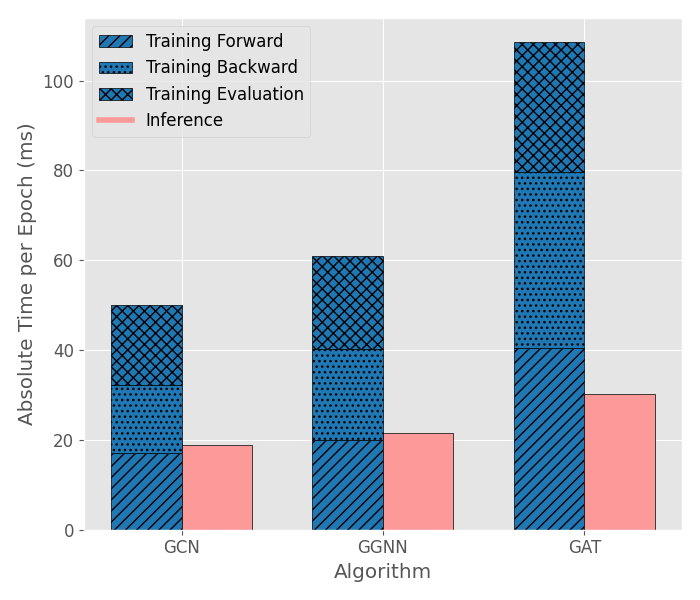 Training Forward
Training Backward
Training Evaluation
Inference
Absolute Time per Epoch (ms)
100
80
60
40
20
0
GCN
GGNN
GAT
Algorithm